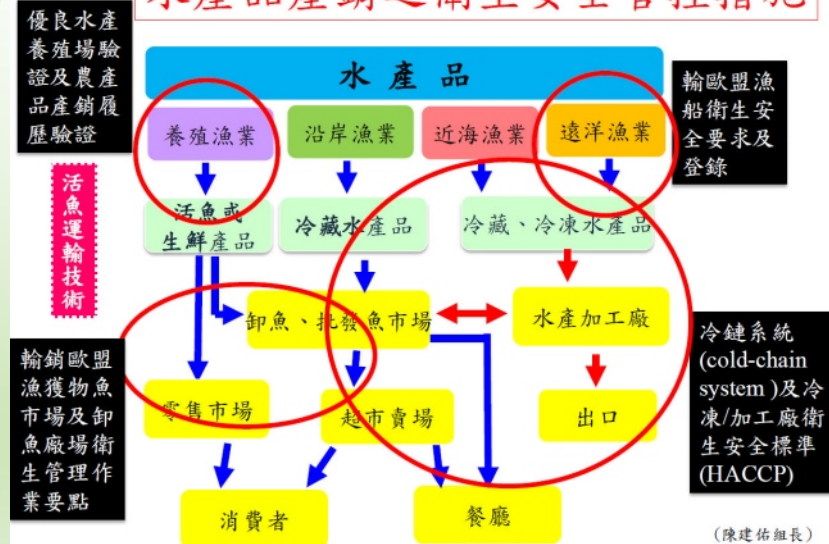 水產品產銷之衛生安全管控措施
優良水產
養殖場驗
證及農產
品產銷履
歷驗證
水產品
輸歐盟漁
船衛生安
全要求及
登錄
養殖漁業
沿岸漁業
近海漁業
遠洋漁業
活魚運輸技術
活魚或
生鮮產品
冷藏水產品
冷藏、冷凍水產品
卸魚、批發魚市場
水產加工廠
輸銷歐盟
漁獲物魚
市場及卸
魚廠場衛
生管理作
業要點
零售市場
超市賣場
出口
冷鏈系統
(cold-chain
system )及冷
凍/加工廠衛
生安全標準
(HACCP)
消費者
餐廳
(陳建佑組長)